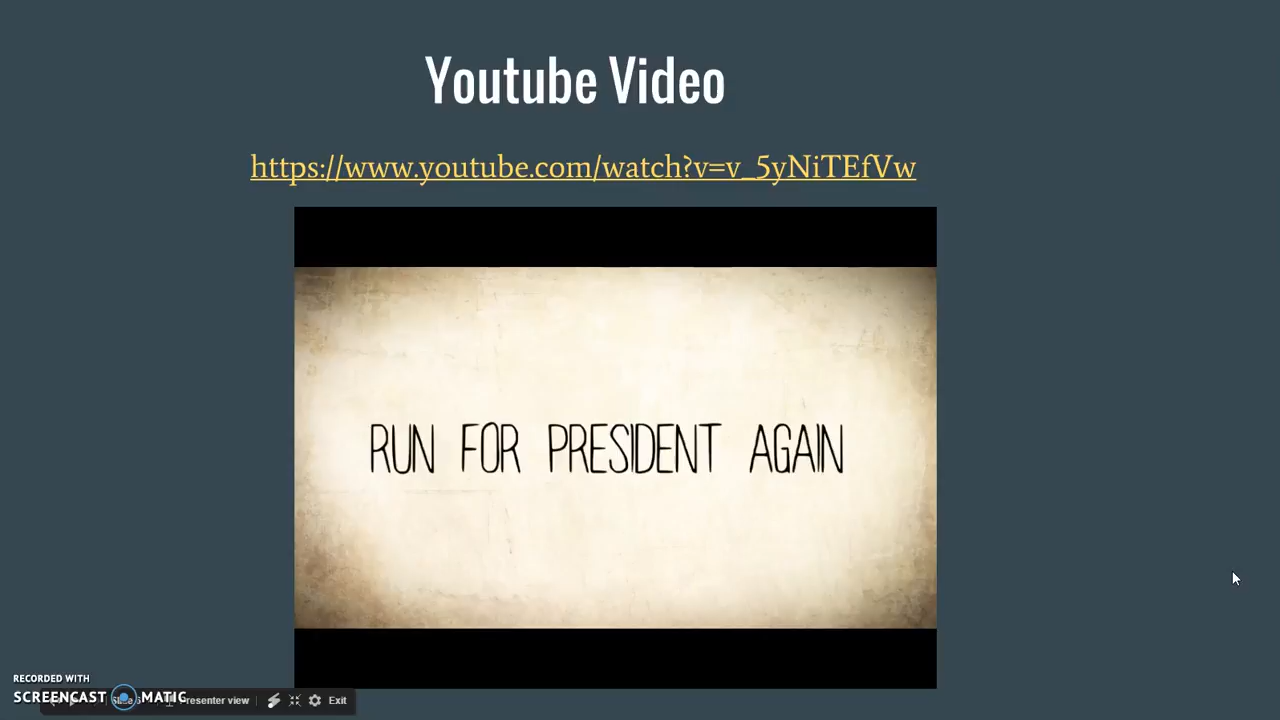 Youtube Video
https://www.youtube.com/watch?v=v_5yNiTEfVw
RUN FOR PRESIDENT AGAIN
RECORDED WITH
SCREENCAST MATIC
Presenter view
Exit